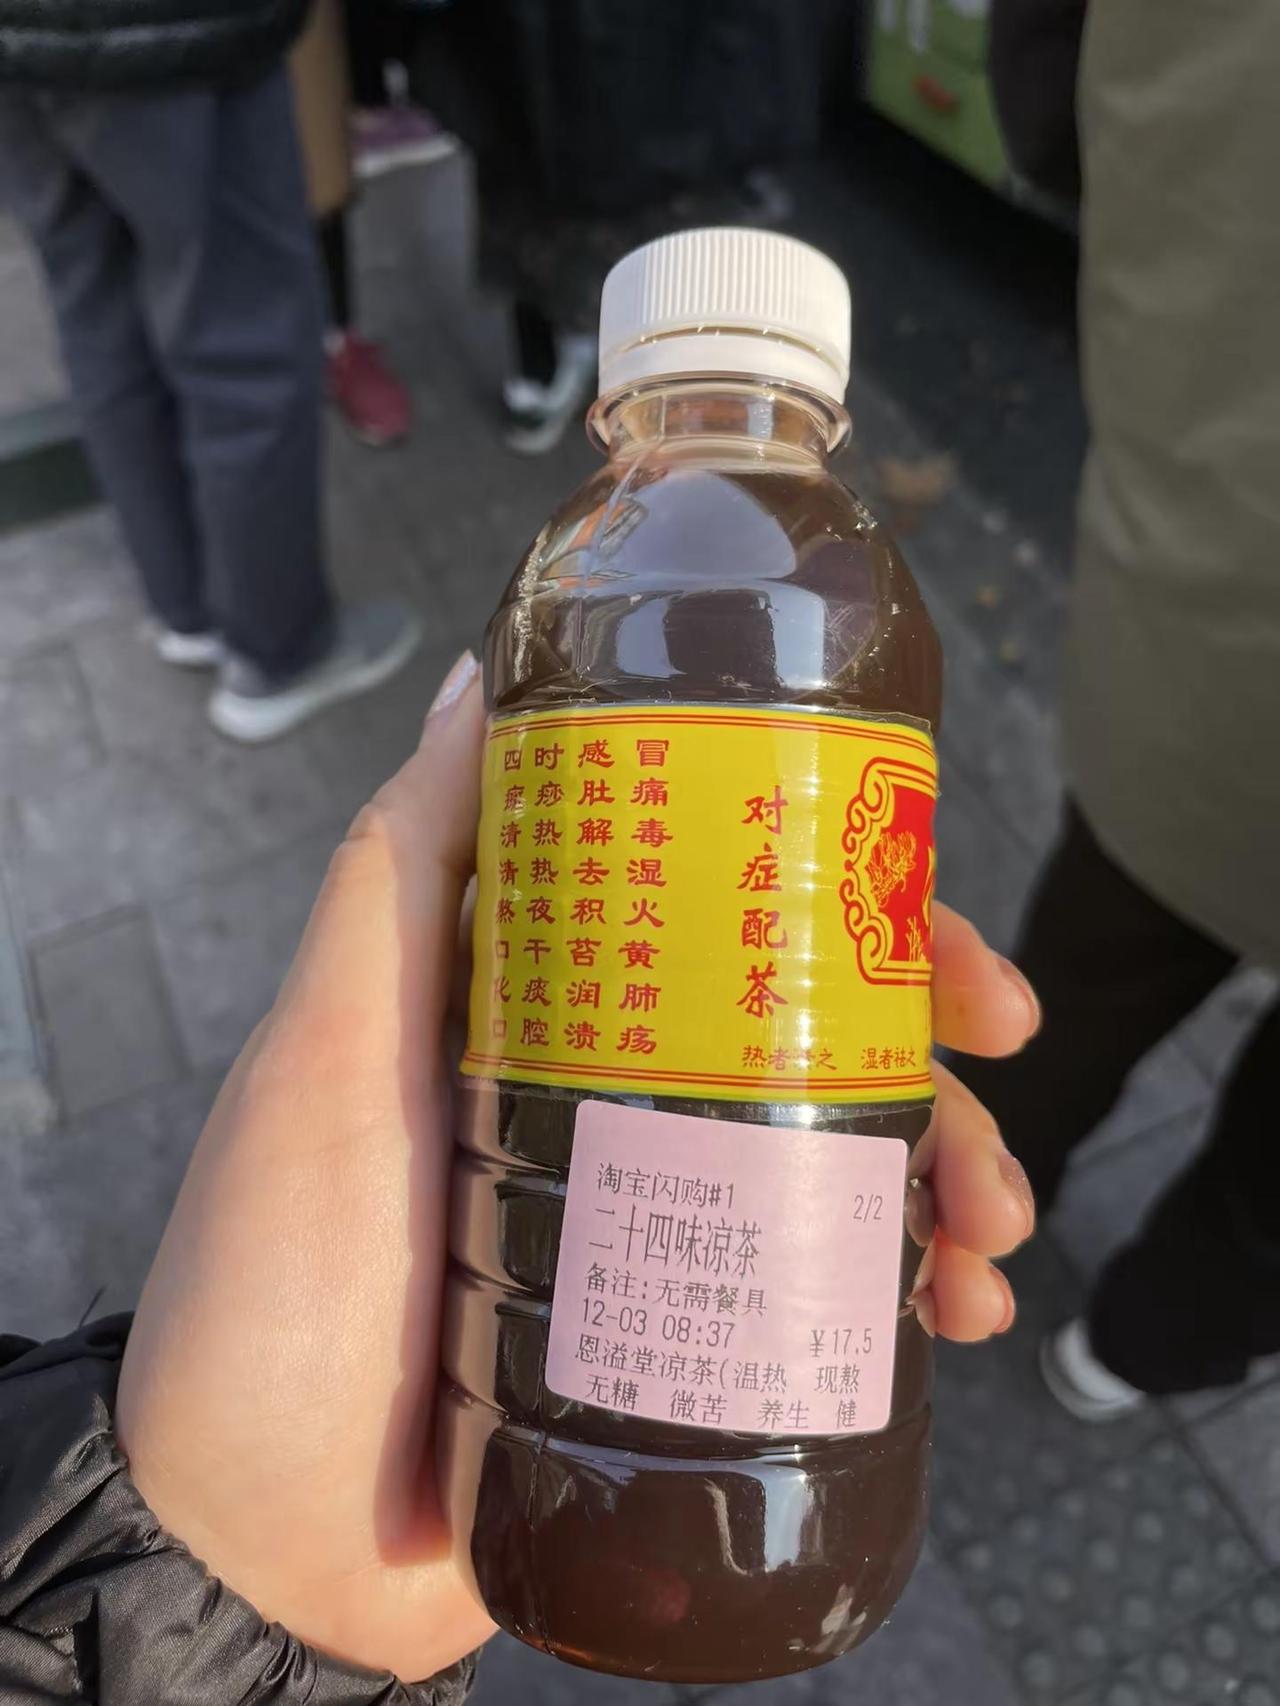 四时感冒
痧肚痛
清热解毒
清热去湿
熬夜积火
口干苔黄
化痰润肺
口腔溃疡
对症配茶
热者清之 湿者祛之
淘宝闪购#1
2/2
二十四味凉茶
备注:无需餐具
12-03 08:37 ¥17.5
恩溢堂凉茶(温热 现熬
无糖 微苦 养生 健